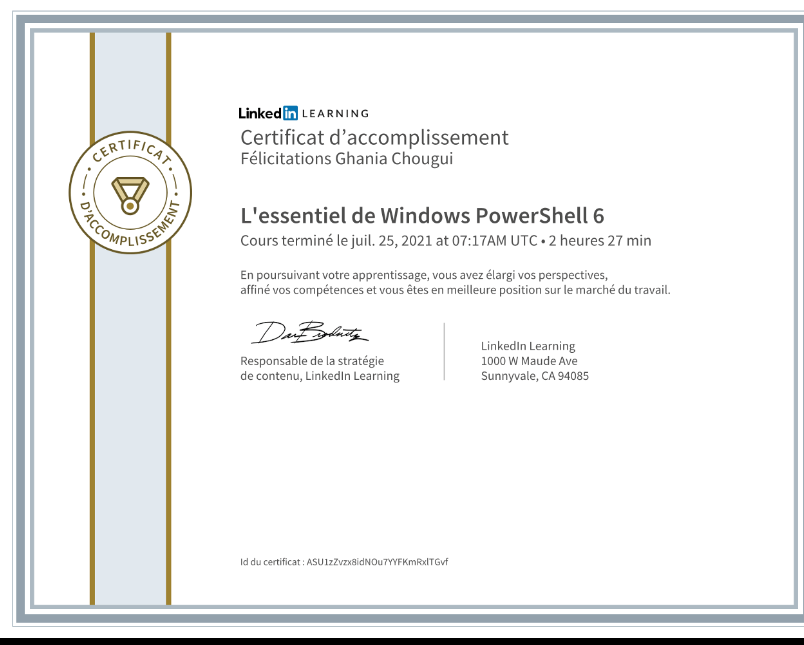 CERTIFICAT
D'ACCOMPLISSEMENT
Linked in LEARNING
Certificat d’accomplissement
Félicitations Ghania Chougui
L'essentiel de Windows PowerShell 6
Cours terminé le juil. 25, 2021 at 07:17AM UTC • 2 heures 27 min
En poursuivant votre apprentissage, vous avez élargi vos perspectives,
affiné vos compétences et vous êtes en meilleure position sur le marché du travail.
Responsable de la stratégie
de contenu, LinkedIn Learning
LinkedIn Learning
1000 W Maude Ave
Sunnyvale, CA 94085
Id du certificat : ASU1zZvzx8idNOu7YYFKmRxlTGvf